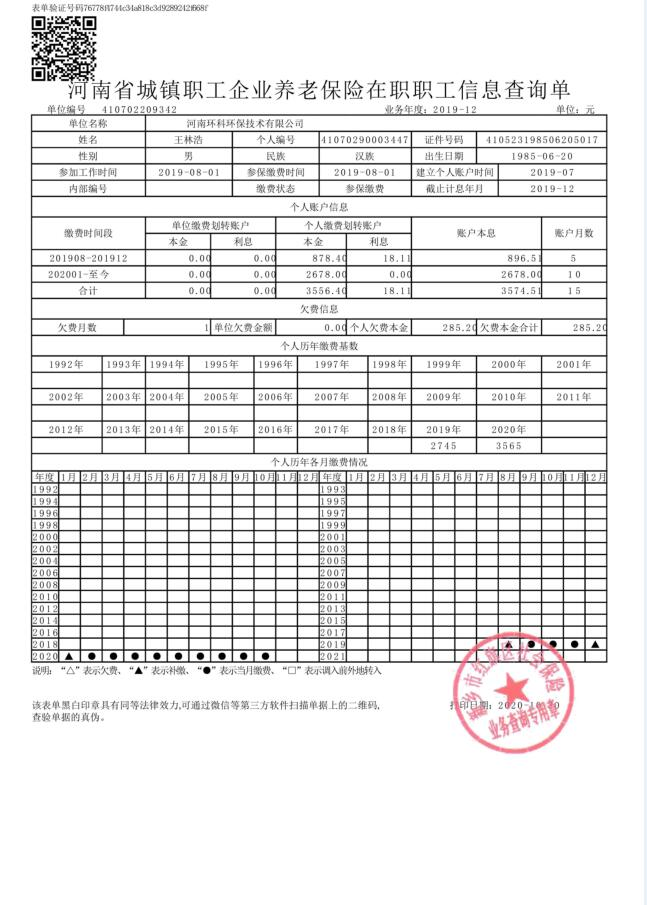 表单验证号码76778f4744c34a818c3d9289242f668f
河南省城镇职工企业养老保险在职职工信息查询单
单位编号 410702209342 业务年度：2019-12 单位：元
单位名称 河南环科环保技术有限公司
姓名 王林浩 个人编号 41070290003447 证件号码 410523198506205017
性别 男 民族 汉族 出生日期 1985-06-20
参加工作时间 2019-08-01 参保缴费时间 2019-08-01 建立个人账户时间 2019-07
内部编号 缴费状态 参保缴费 截止计息年月 2019-12
个人账户信息
缴费时间段 单位缴费划转账户 个人缴费划转账户 账户本息 账户月数
本金 利息 本金 利息
201908-201912 0.00 0.00 878.40 18.11 896.51 5
202001-至今 0.00 0.00 2678.00 0.00 2678.00 10
合计 0.00 0.00 3556.40 18.11 3574.51 15
欠费信息
欠费月数 1 单位欠费金额 0.00 个人欠费本金 285.20 欠费本金合计 285.20
个人历年缴费基数
1992年 1993年 1994年 1995年 1996年 1997年 1998年 1999年 2000年 2001年
2002年 2003年 2004年 2005年 2006年 2007年 2008年 2009年 2010年 2011年
2012年 2013年 2014年 2015年 2016年 2017年 2018年 2019年 2020年
2745 3565
个人历年各月缴费情况
年度 1月 2月 3月 4月 5月 6月 7月 8月 9月 10月 11月 12月 年度 1月 2月 3月 4月 5月 6月 7月 8月 9月 10月 11月 12月
1992 1993
1994 1995
1996 1997
1998 1999
2000 2001
2002 2003
2004 2005
2006 2007
2008 2009
2010 2011
2012 2013
2014 2015
2016 2017
2018 2019 ▲ ● ● ● ▲
2020 ▲ ● ● ● ● ● ● ● ● ● 2021
说明：“△”表示欠费、“▲”表示补缴、“●”表示当月缴费、“□”表示调入前外地转入
该表单黑白印章具有同等法律效力,可通过微信等第三方软件扫描单据上的二维码,
查验单据的真伪。
打印日期：2020-10-30
新乡市红旗区社会保险
业务查询专用章